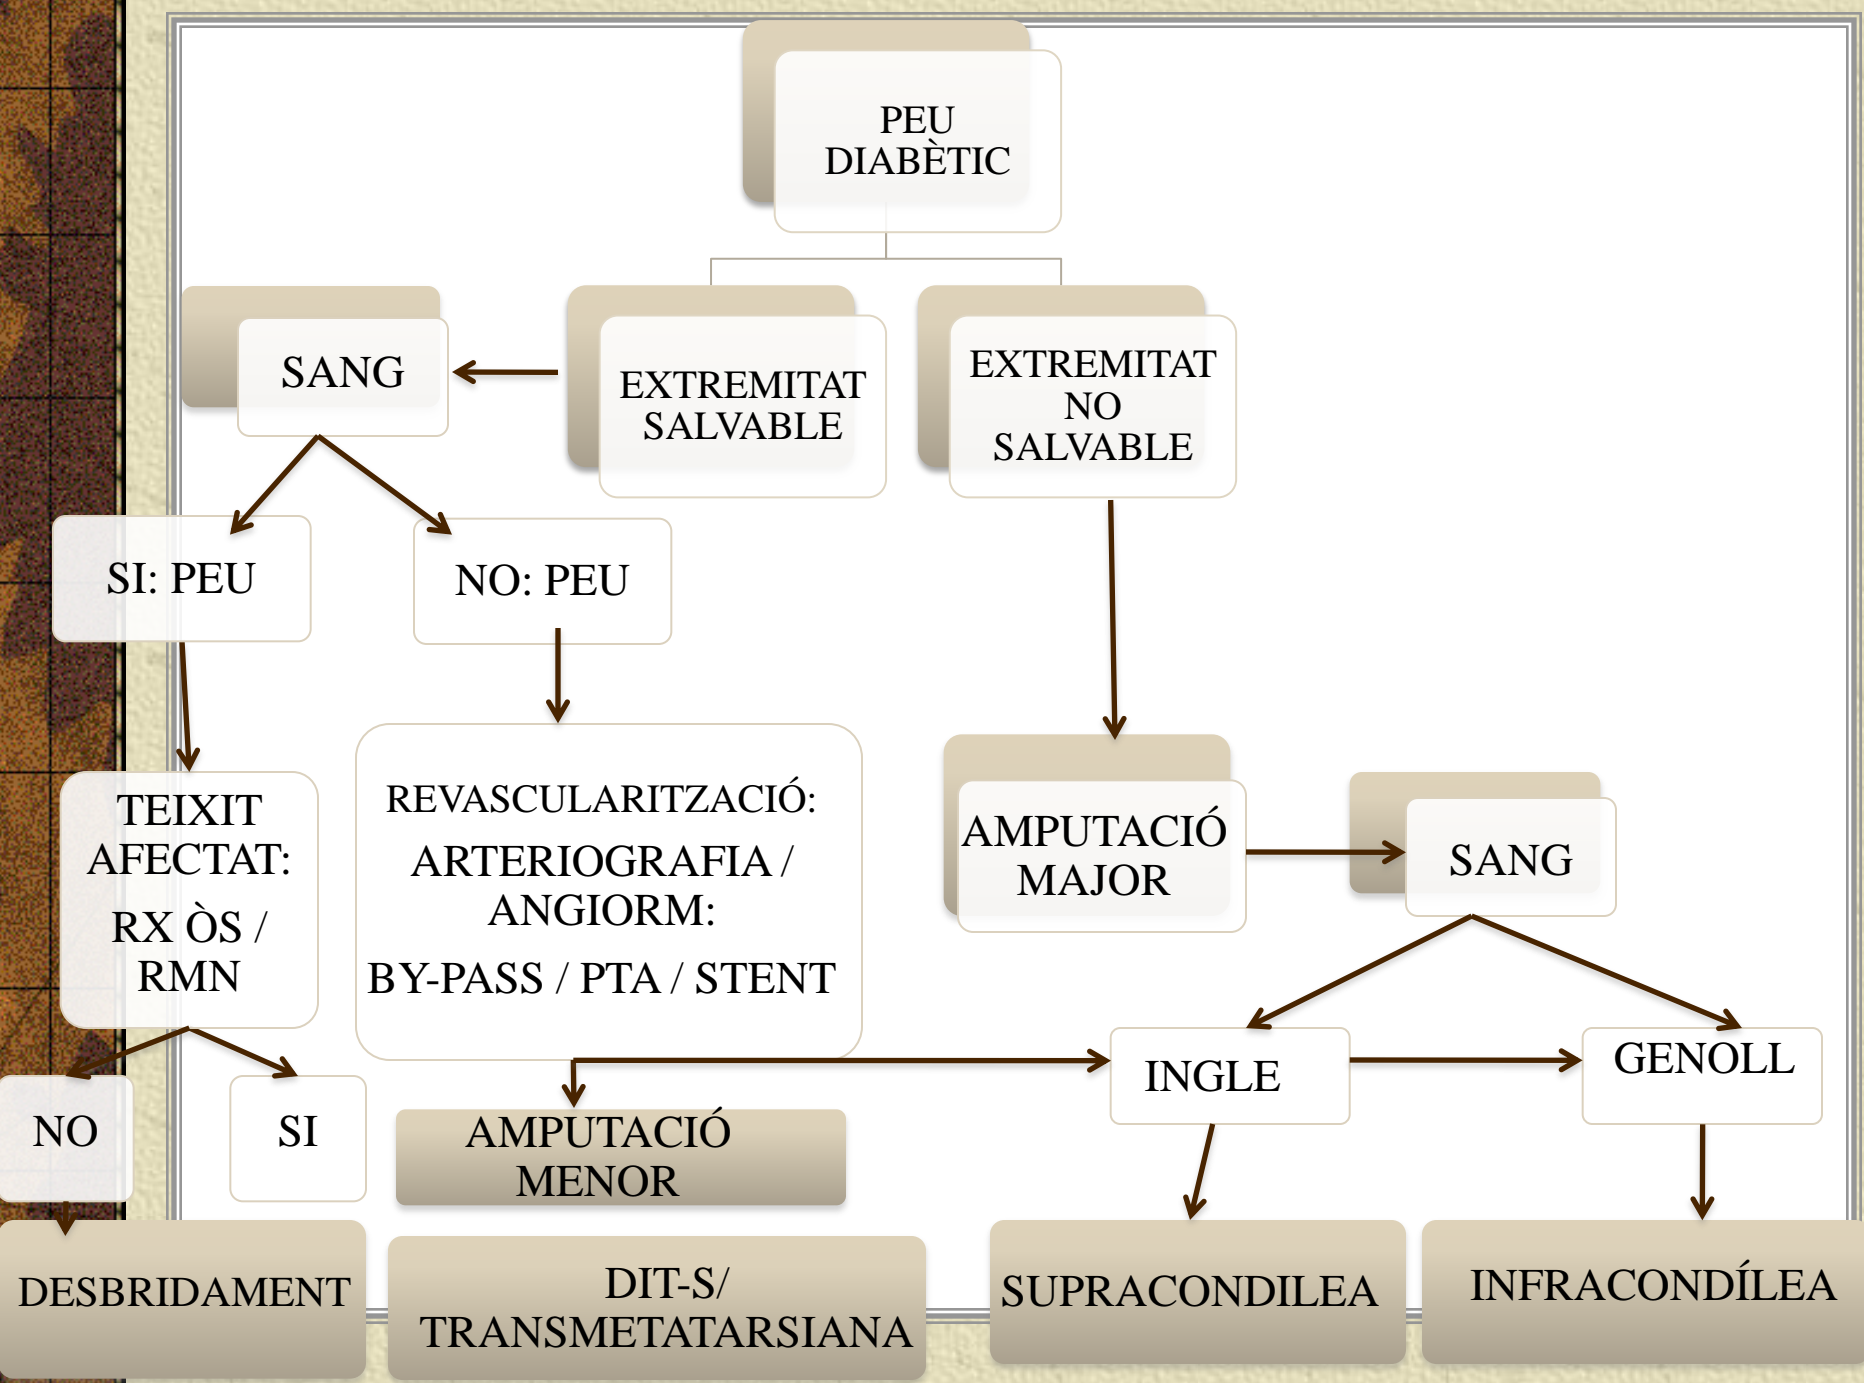 PEU
DIABÈTIC
SANG
EXTREMITAT
SALVABLE
EXTREMITAT
NO
SALVABLE
SI: PEU
NO: PEU
TEIXIT
AFECTAT:
RX ÒS /
RMN
REVASCULARITZACIÓ:
ARTERIOGRAFIA /
ANGIORM:
BY-PASS / PTA / STENT
AMPUTACIÓ
MAJOR
SANG
INGLE
GENOLL
NO
SI
AMPUTACIÓ
MENOR
DESBRIDAMENT
DIT-S/
TRANSMETATARSIANA
SUPRACONDILEA
INFRACONDÍLEA